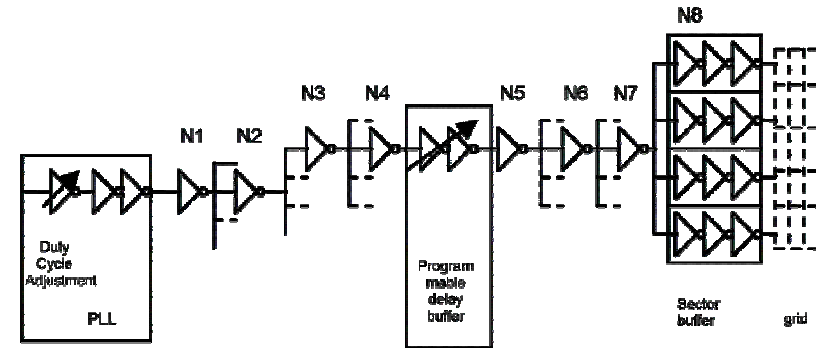 N8
N3
N4
N5
N6
N7
N1
N2
Duty
Cycle
Adjustment
PLL
Program
mable
delay
buffer
Sector
buffer
grid